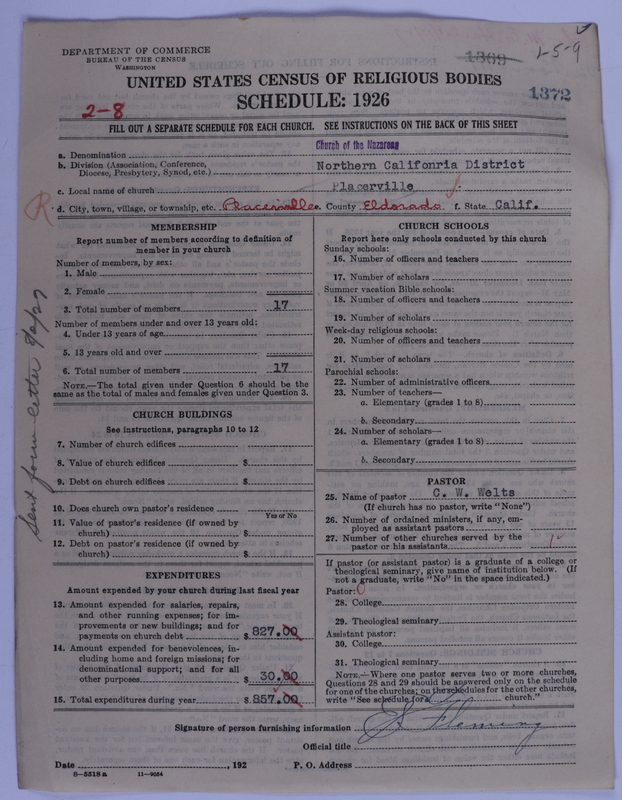 DEPARTMENT OF COMMERCE
BUREAU OF THE CENSUS
WASHINGTON
1369
1-5-9
UNITED STATES CENSUS OF RELIGIOUS BODIES
SCHEDULE: 1926
2-8
1372
FILL OUT A SEPARATE SCHEDULE FOR EACH CHURCH. SEE INSTRUCTIONS ON THE BACK OF THIS SHEET
a. Denomination Church of the Nazarene
b. Division (Association, Conference, Diocese, Presbytery, Synod, etc.) Northern Califonria District
c. Local name of church Placerville
R d. City, town, village, or township, etc. Placerville e. County Eldorado f. State Calif.
MEMBERSHIP
Report number of members according to definition of
member in your church
Number of members, by sex:
1. Male
2. Female
3. Total number of members 17
Number of members under and over 13 years old:
4. Under 13 years of age
5. 13 years old and over
6. Total number of members 17
NOTE.—The total given under Question 6 should be the
same as the total of males and females given under Question 3.
Sent form letter
CHURCH BUILDINGS
See instructions, paragraphs 10 to 12
7. Number of church edifices
8. Value of church edifices $
9. Debt on church edifices $
10. Does church own pastor's residence
Yes or No
11. Value of pastor's residence (if owned by
church) $
12. Debt on pastor's residence (if owned by
church) $
EXPENDITURES
Amount expended by your church during last fiscal year
13. Amount expended for salaries, repairs,
and other running expenses; for im-
provements or new buildings; and for
payments on church debt $ 827.00
14. Amount expended for benevolences, in-
cluding home and foreign missions; for
denominational support; and for all
other purposes $ 30.00
15. Total expenditures during year $ 857.00
CHURCH SCHOOLS
Report here only schools conducted by this church
Sunday schools:
16. Number of officers and teachers
17. Number of scholars
Summer vacation Bible schools:
18. Number of officers and teachers
19. Number of scholars
Week-day religious schools:
20. Number of officers and teachers
21. Number of scholars
Parochial schools:
22. Number of administrative officers
23. Number of teachers—
a. Elementary (grades 1 to 8)
b. Secondary
24. Number of scholars—
a. Elementary (grades 1 to 8)
b. Secondary
PASTOR
25. Name of pastor C. W. Welts
(If church has no pastor, write "None")
26. Number of ordained ministers, if any, em-
ployed as assistant pastors
27. Number of other churches served by the
pastor or his assistants 1
If pastor (or assistant pastor) is a graduate of a college or
theological seminary, give name of institution below. (If
not a graduate, write "No" in the space indicated.)
Pastor: 0
28. College
29. Theological seminary
Assistant pastor:
30. College
31. Theological seminary
NOTE.—Where one pastor serves two or more churches,
Questions 28 and 29 should be answered only on the schedule
for one of the churches; on the schedules for the other churches,
write "See schedule for church."
Signature of person furnishing information Fleming
Official title
Date , 192 P. O. Address
8-5518a 11-9054